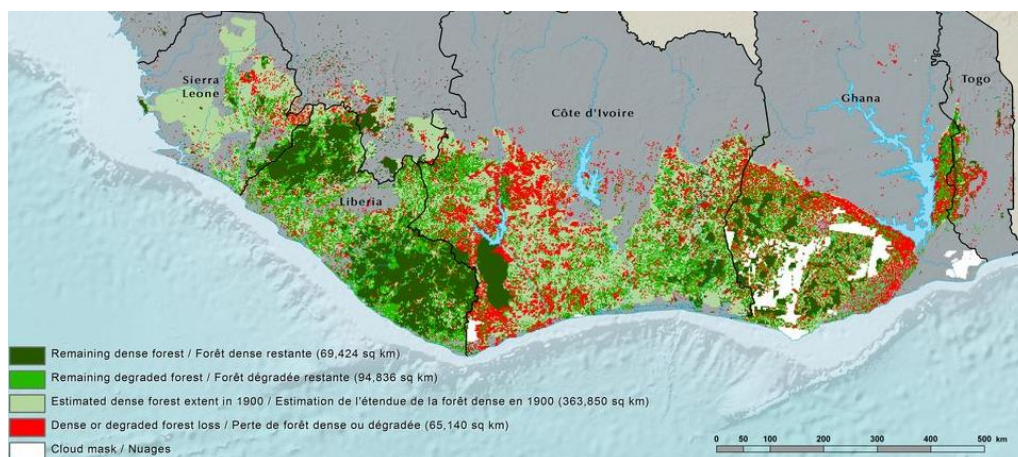 Sierra
Leone
Liberia
Côte d'Ivoire
Ghana
Togo
Remaining dense forest / Forêt dense restante (69,424 sq km)
Remaining degraded forest / Forêt dégradée restante (94,836 sq km)
Estimated dense forest extent in 1900 / Estimation de l'étendue de la forêt dense en 1900 (363,850 sq km)
Dense or degraded forest loss / Perte de forêt dense ou dégradée (65,140 sq km)
Cloud mask / Nuages
0 50 100 200 300 400 500 km